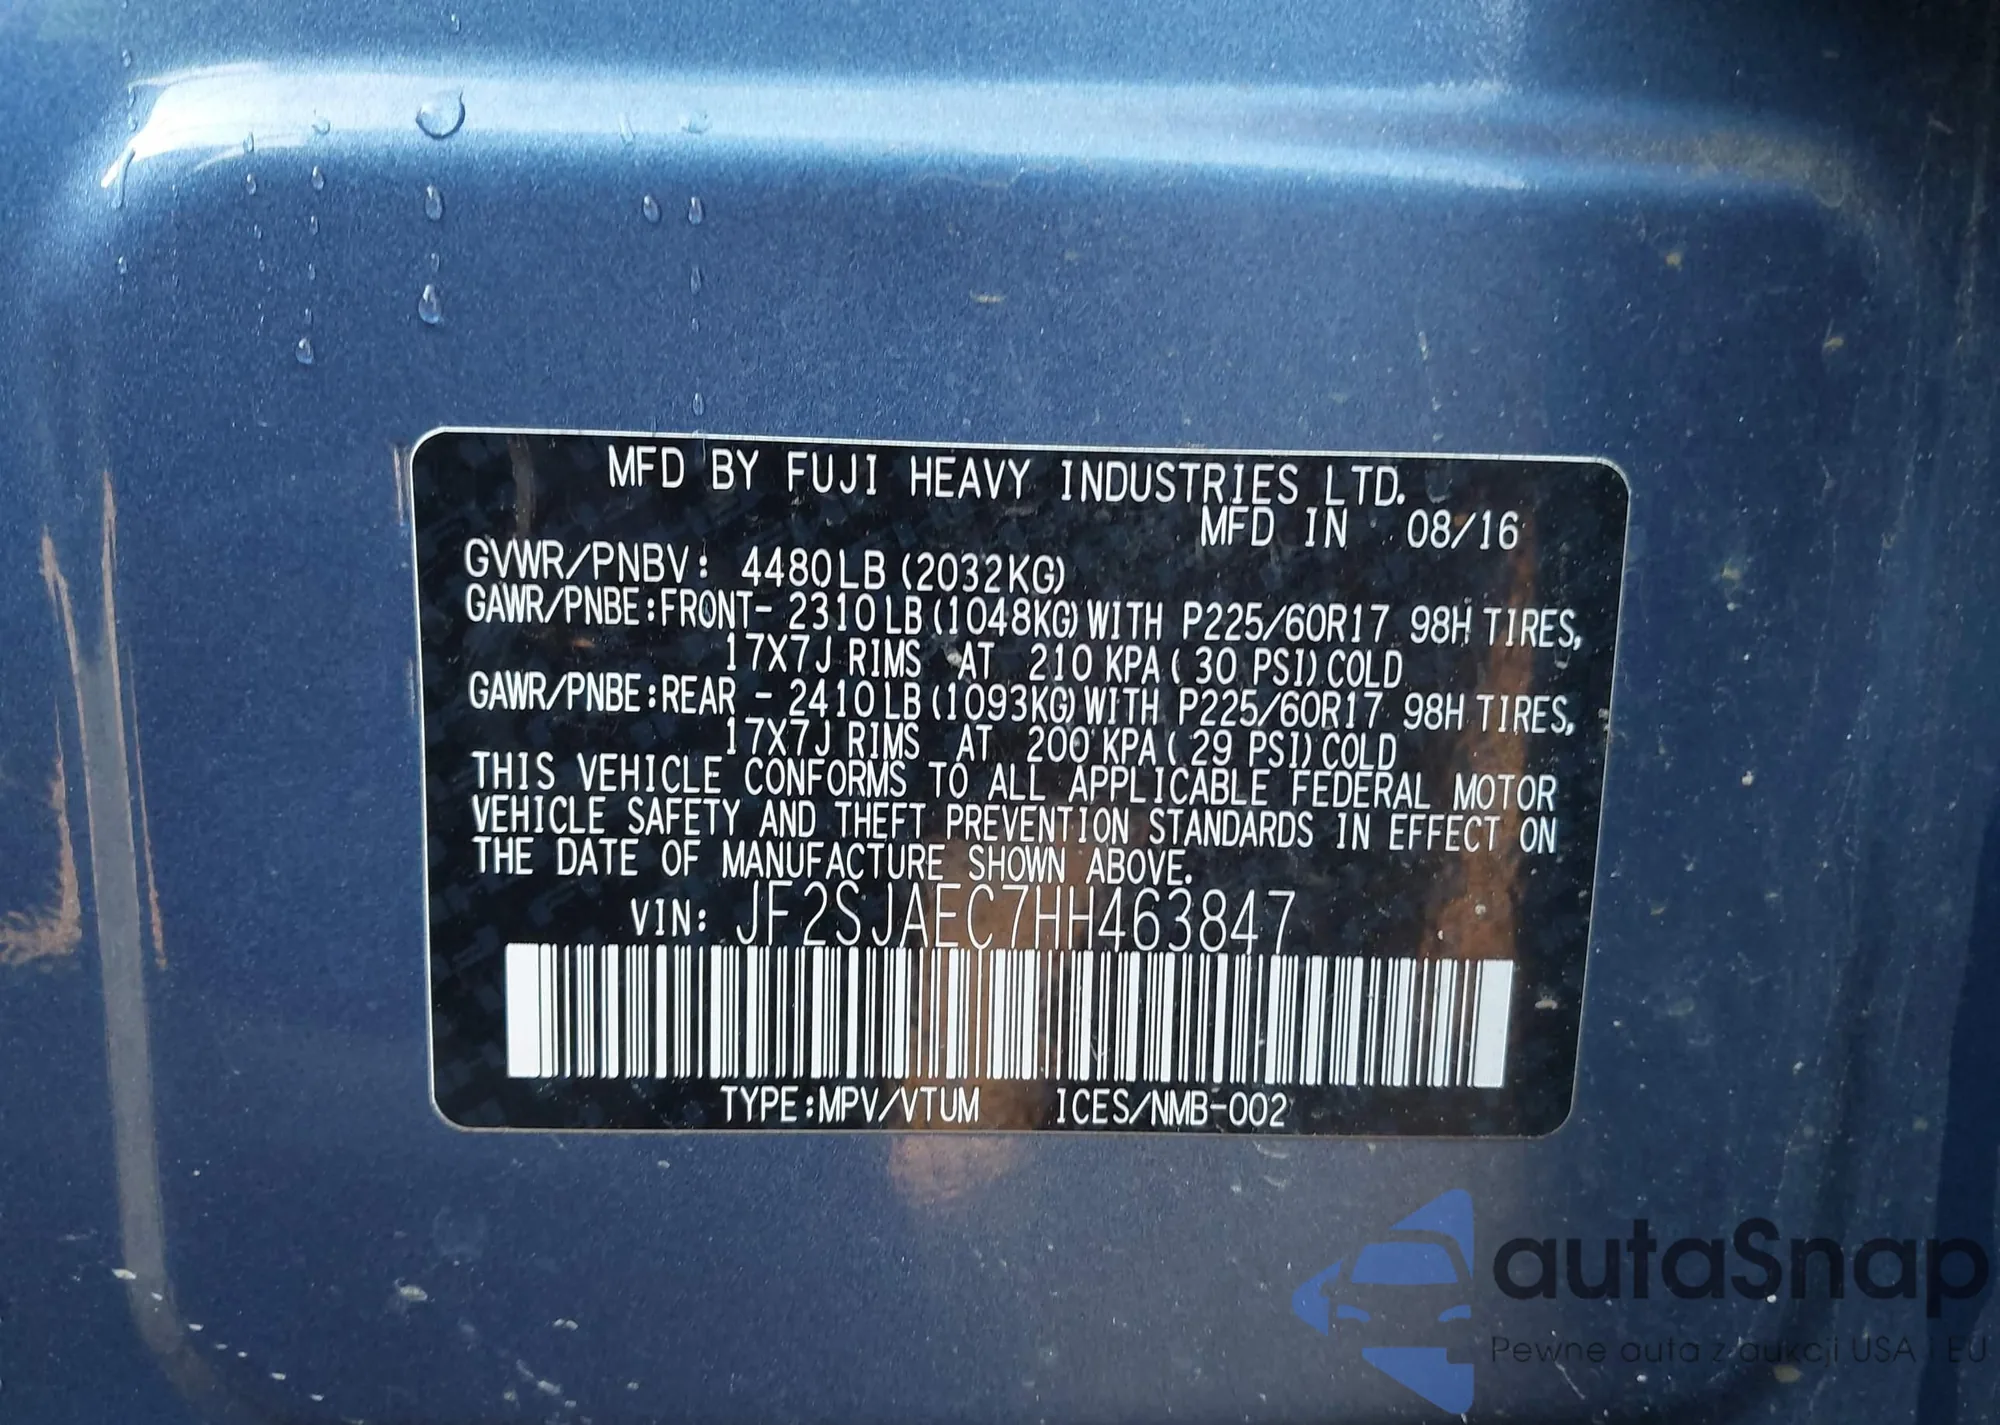 MFD BY FUJI HEAVY INDUSTRIES LTD.
MFD IN 08/16
GVWR/PNBV: 4480LB (2032KG)
GAWR/PNBE:FRONT- 2310LB (1048KG) WITH P225/60R17 98H TIRES,
17X7J RIMS AT 210 KPA ( 30 PSI) COLD
GAWR/PNBE:REAR - 2410LB (1093KG) WITH P225/60R17 98H TIRES,
17X7J RIMS AT 200 KPA ( 29 PSI) COLD
THIS VEHICLE CONFORMS TO ALL APPLICABLE FEDERAL MOTOR
VEHICLE SAFETY AND THEFT PREVENTION STANDARDS IN EFFECT ON
THE DATE OF MANUFACTURE SHOWN ABOVE.
VIN: JF2SJAEC7HH463847
TYPE:MPV/VTUM ICES/NMB-002
autaSnap
Pewne auta z aukcji USA i EU